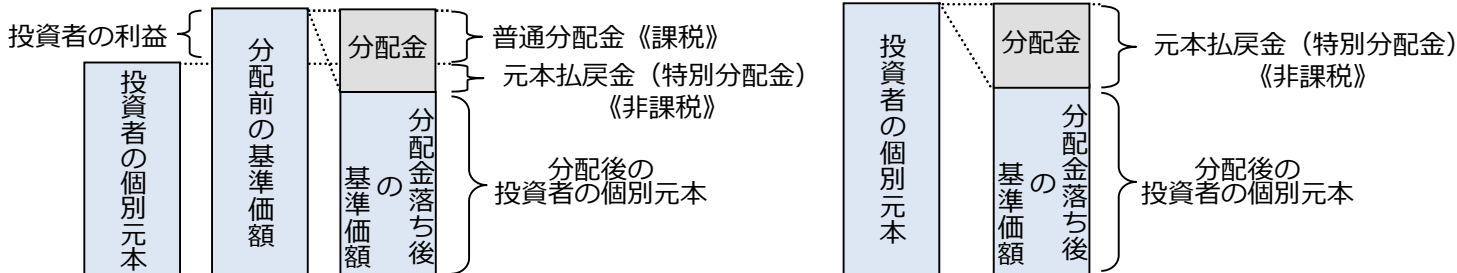 投資者の利益
投資者の個別元本
分配前の基準価額
分配金
分配金落ち後
の
基準価額
普通分配金《課税》
元本払戻金（特別分配金）
《非課税》
分配後の
投資者の個別元本
投資者の個別元本
分配金
分配金落ち後
の
基準価額
元本払戻金（特別分配金）
《非課税》
分配後の
投資者の個別元本